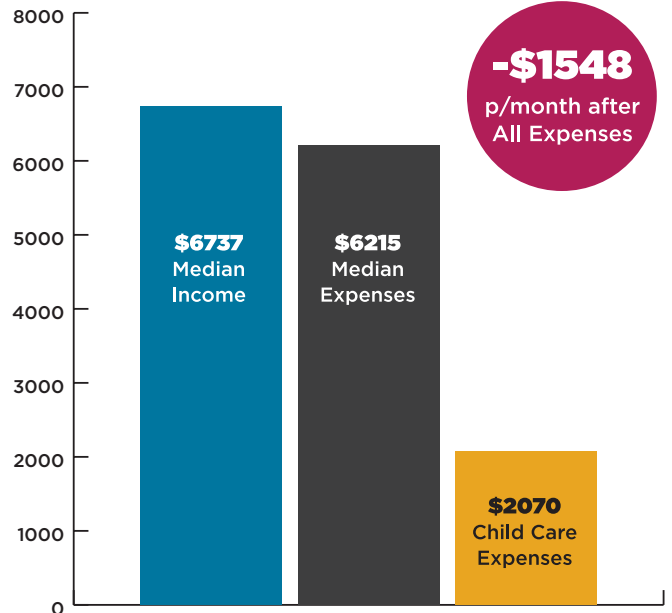 8000
7000
6000
5000
4000
3000
2000
1000
0
-$1548
p/month after
All Expenses
$6737
Median
Income
$6215
Median
Expenses
$2070
Child Care
Expenses